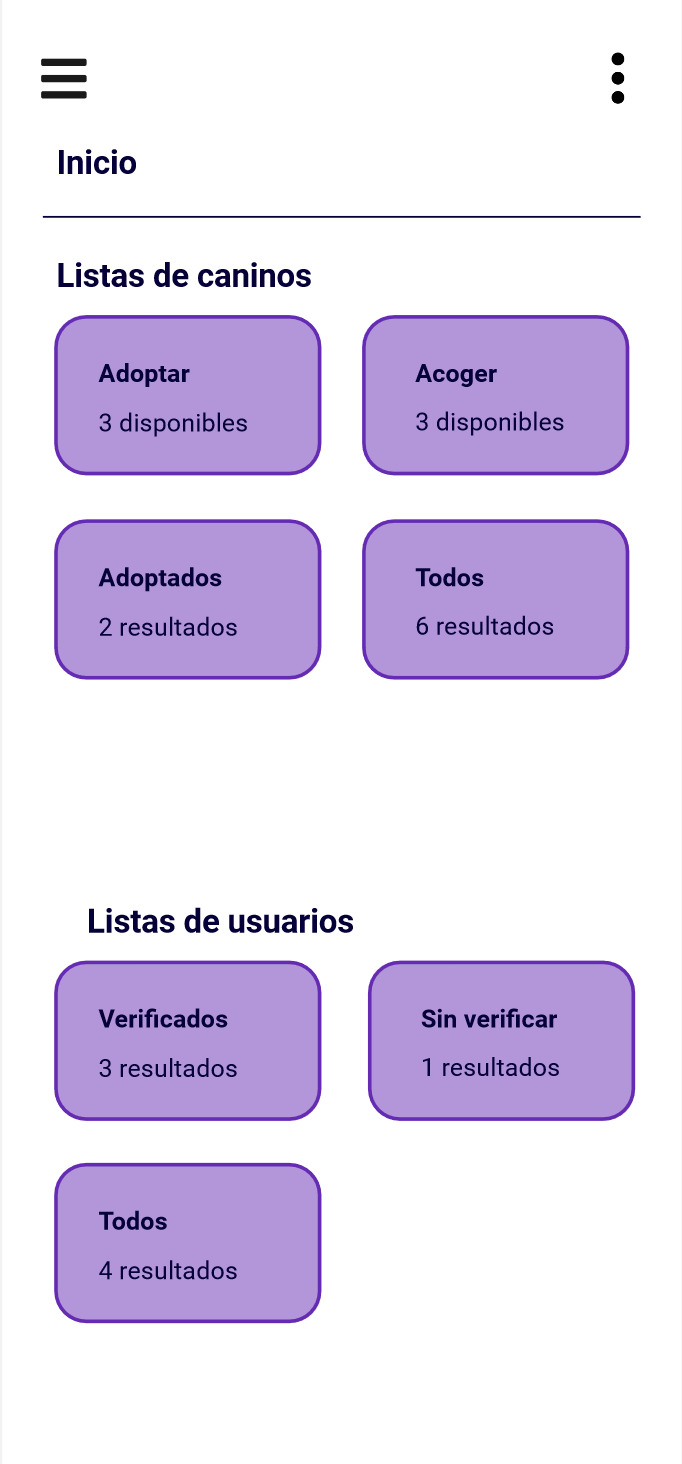 Inicio
Listas de caninos
Adoptar
3 disponibles
Acoger
3 disponibles
Adoptados
2 resultados
Todos
6 resultados
Listas de usuarios
Verificados
3 resultados
Sin verificar
1 resultados
Todos
4 resultados